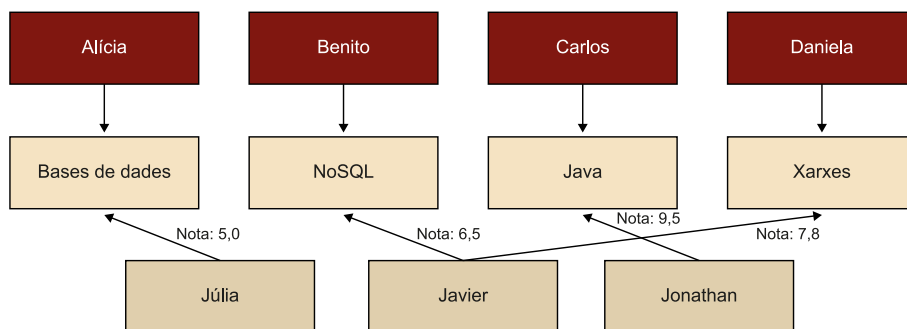 Alícia
Benito
Carlos
Daniela
Bases de dades
NoSQL
Java
Xarxes
Nota: 5,0
Nota: 6,5
Nota: 9,5
Nota: 7,8
Júlia
Javier
Jonathan